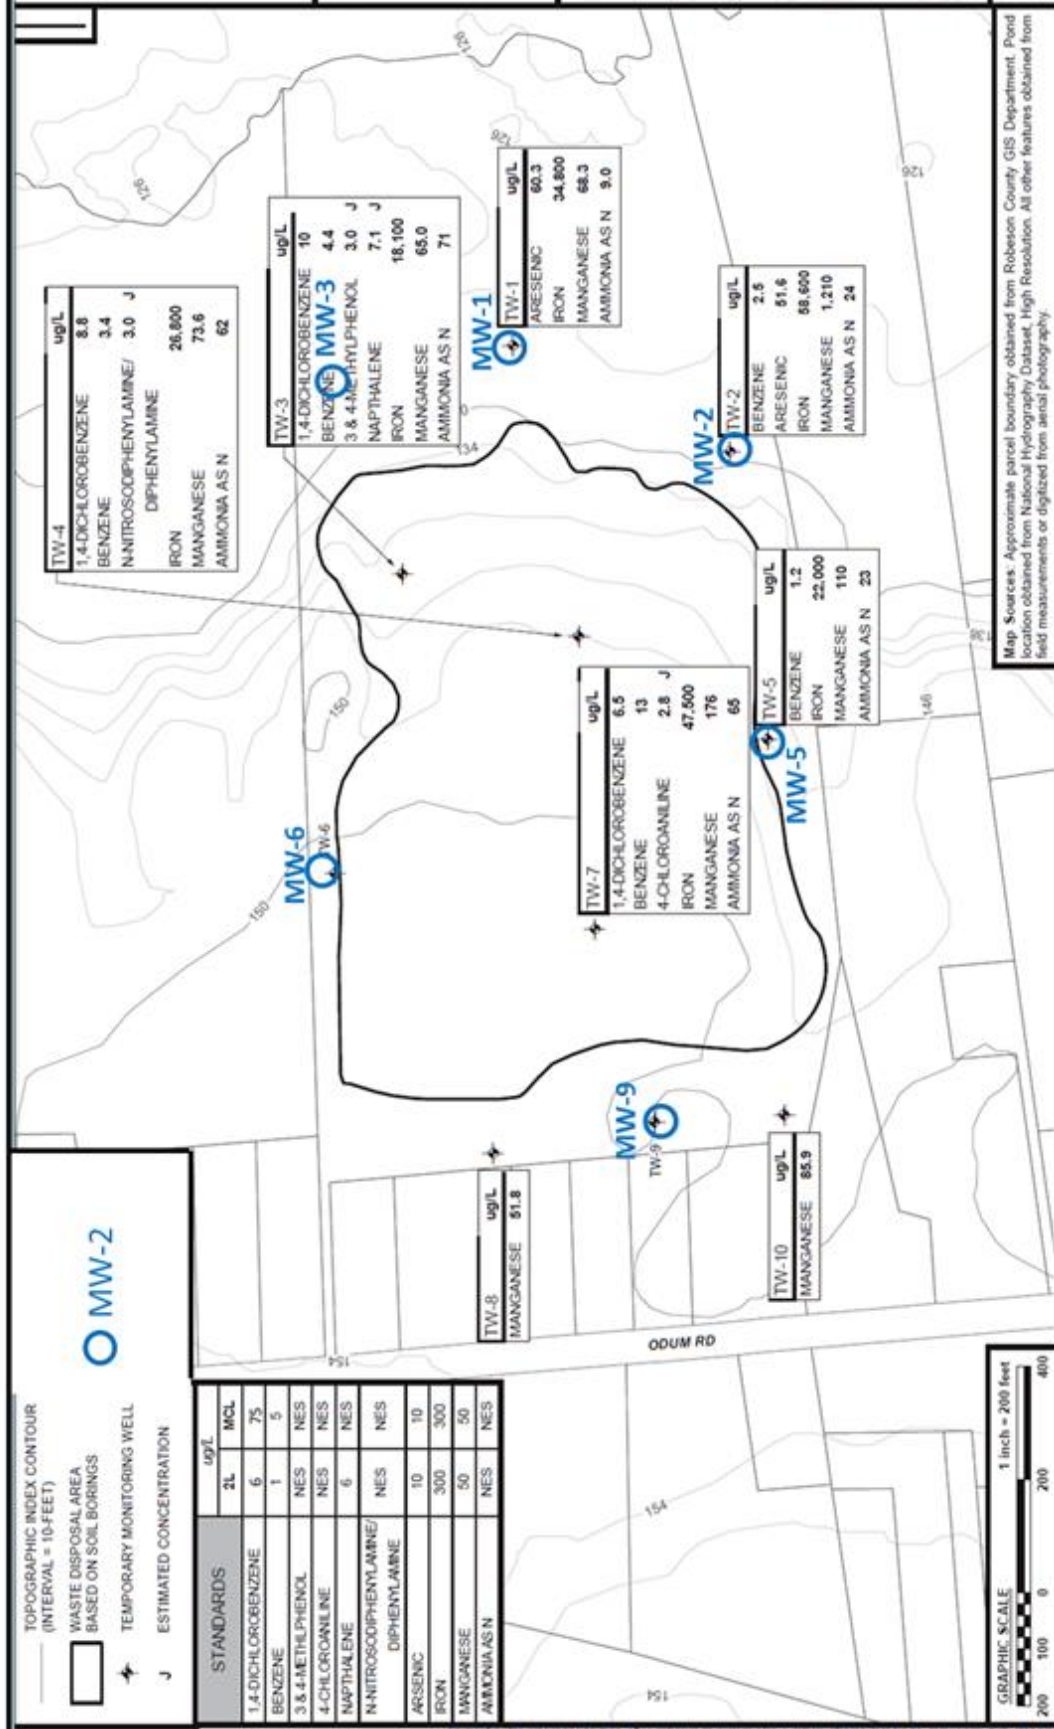 TOPOGRAPHIC INDEX CONTOUR
(INTERVAL = 10-FEET)
WASTE DISPOSAL AREA
BASED ON SOIL BORINGS
TEMPORARY MONITORING WELL
J ESTIMATED CONCENTRATION
MW-2
STANDARDS ug/L
2L MCL
1,4-DICHLOROBENZENE 6 75
BENZENE 1 5
3 & 4-METHLPHENOL NES NES
4-CHLOROANILINE NES NES
NAPTHALENE 6 NES
N-NITROSODIPHENYLAMINE/
DIPHENYLAMINE NES NES
ARSENIC 10 10
IRON 300 300
MANGANESE 50 50
AMMONIA AS N NES NES
TW-4 ug/L
1,4-DICHLOROBENZENE 8.8
BENZENE 3.4
N-NITROSODIPHENYLAMINE/ 3.0 J
DIPHENYLAMINE
IRON 26,800
MANGANESE 73.6
AMMONIA AS N 62
TW-3 ug/L
1,4-DICHLOROBENZENE 10
BENZENE 4.4
3 & 4-METHYLPHENOL 3.0 J
NAPTHALENE 7.1 J
IRON 18,100
MANGANESE 65.0
AMMONIA AS N 71
MW-3
MW-1
TW-1 ug/L
ARESENIC 60.3
IRON 34,800
MANGANESE 68.3
AMMONIA AS N 9.0
MW-2
TW-2 ug/L
BENZENE 2.5
ARESENIC 51.6
IRON 58,600
MANGANESE 1,210
AMMONIA AS N 24
MW-6
TW-6
TW-7 ug/L
1,4-DICHLOROBENZENE 6.5
BENZENE 13
4-CHLOROANILINE 2.8 J
IRON 47,500
MANGANESE 176
AMMONIA AS N 65
MW-5
TW-5 ug/L
BENZENE 1.2
IRON 22,000
MANGANESE 110
AMMONIA AS N 23
MW-9
TW-9
TW-8 ug/L
MANGANESE 51.8
TW-10 ug/L
MANGANESE 85.9
ODUM RD
126
126
126
126
134
150
150
146
154
154
154
GRAPHIC SCALE 1 inch = 200 feet
200 100 0 200 400
Map Sources: Approximate parcel boundary obtained from Robeson County GIS Department. Pond
location obtained from National Hydrography Dataset, High Resolution. All other features obtained from
field measurements or digitized from aerial photography.